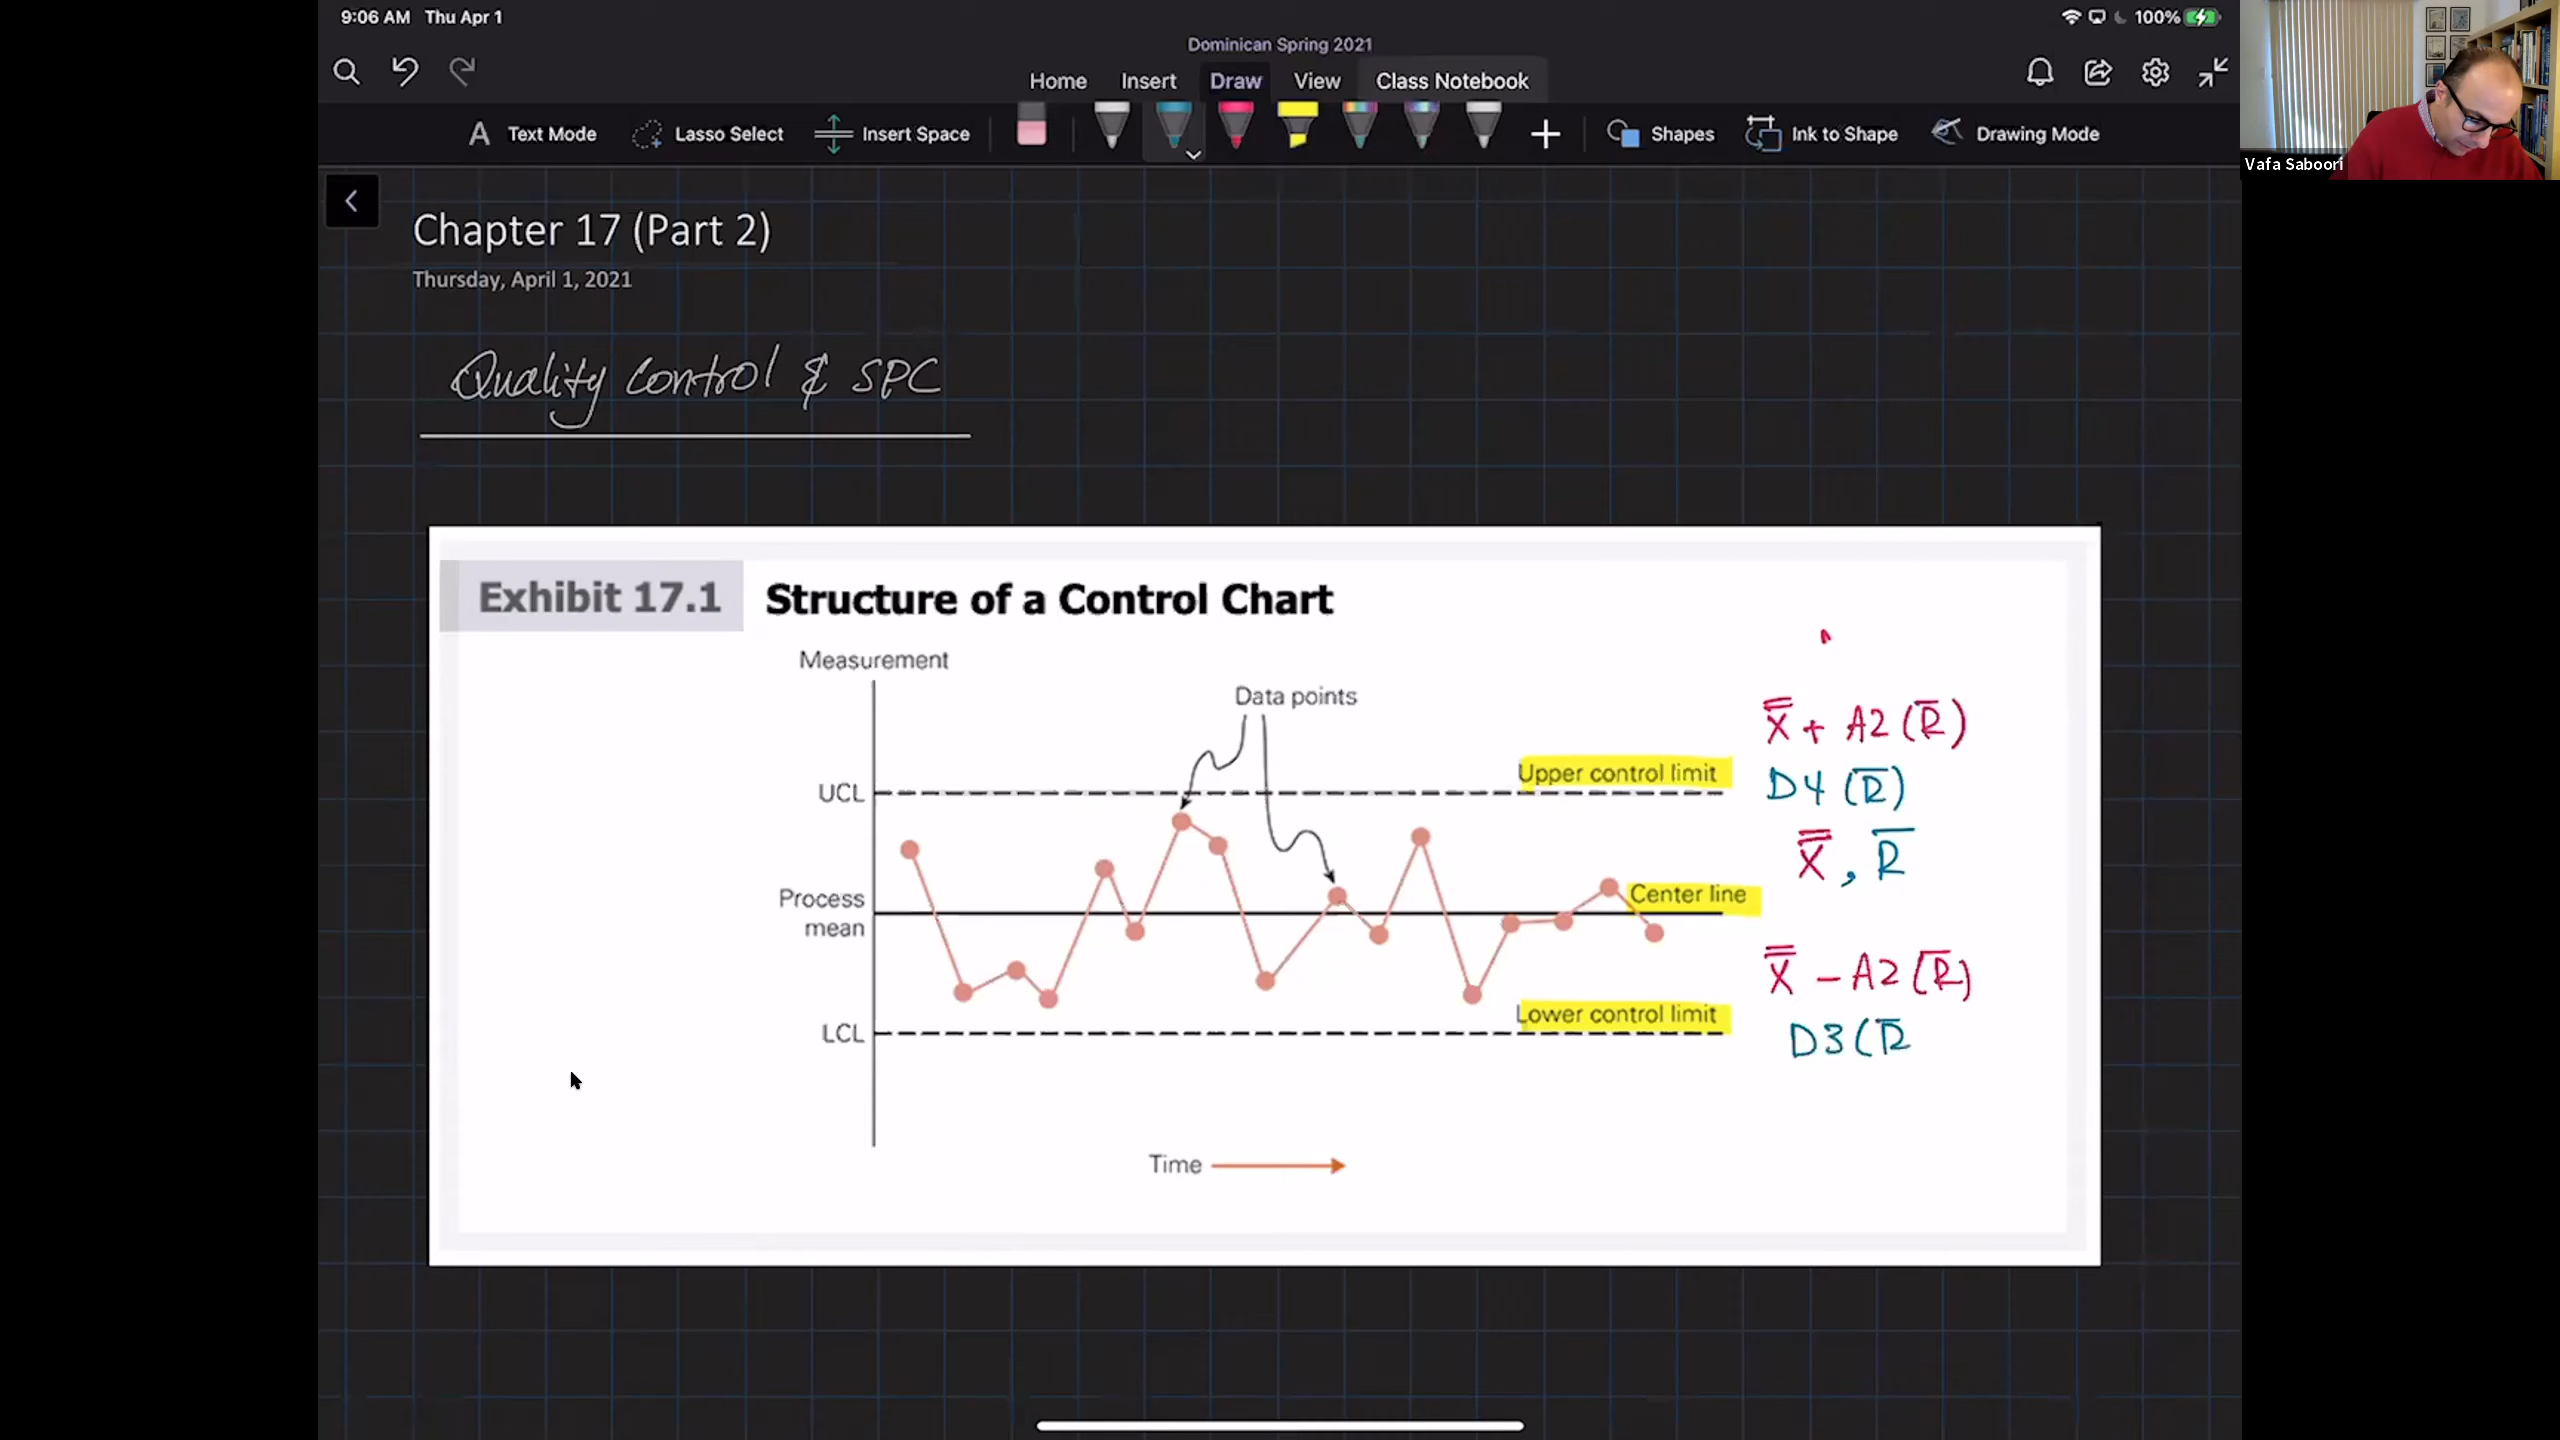 9:06 AM Thu Apr 1
100%
Dominican Spring 2021
Home Insert Draw View Class Notebook
Text Mode Lasso Select Insert Space Shapes Ink to Shape Drawing Mode
Vafa Saboori
Chapter 17 (Part 2)
Thursday, April 1, 2021
Quality Control & SPC
Exhibit 17.1 Structure of a Control Chart
Measurement
Data points
X̿ + A2 (R̅)
Upper control limit
UCL
D4 (R̅)
X̿ , R̅
Process
mean
Center line
X̿ - A2 (R̅)
Lower control limit
LCL
D3 (R̅
Time